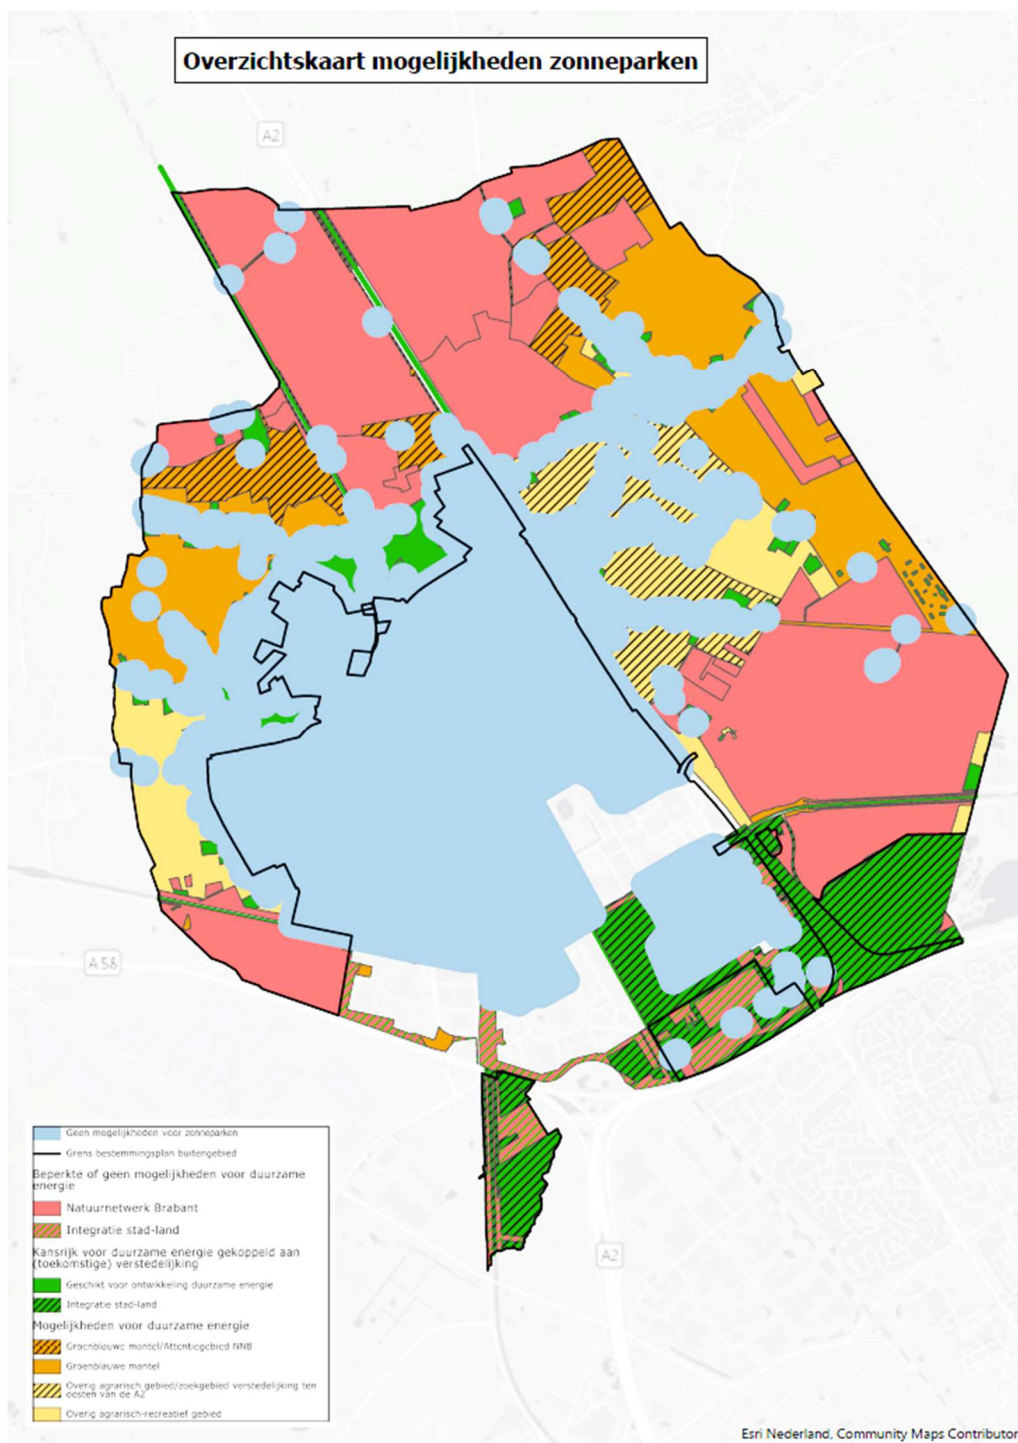 Overzichtskaart mogelijkheden zonneparken
A2
A 58
A2
Geen mogelijkheden voor zonneparken
Grens bestemmingsplan buitengebied
Beperkte of geen mogelijkheden voor duurzame
energie
Natuurnetwerk Brabant
Integratie stad-land
Kansrijk voor duurzame energie gekoppeld aan
(toekomstige) verstedelijking
Geschikt voor ontwikkeling duurzame energie
Integratie stad-land
Mogelijkheden voor duurzame energie
Groenblauwe mantel/Attentiegebied NNB
Groenblauwe mantel
Overig agrarisch gebied/zoekgebied verstedelijking ten
oosten van de A2
Overig agrarisch-recreatief gebied
Esri Nederland, Community Maps Contributor